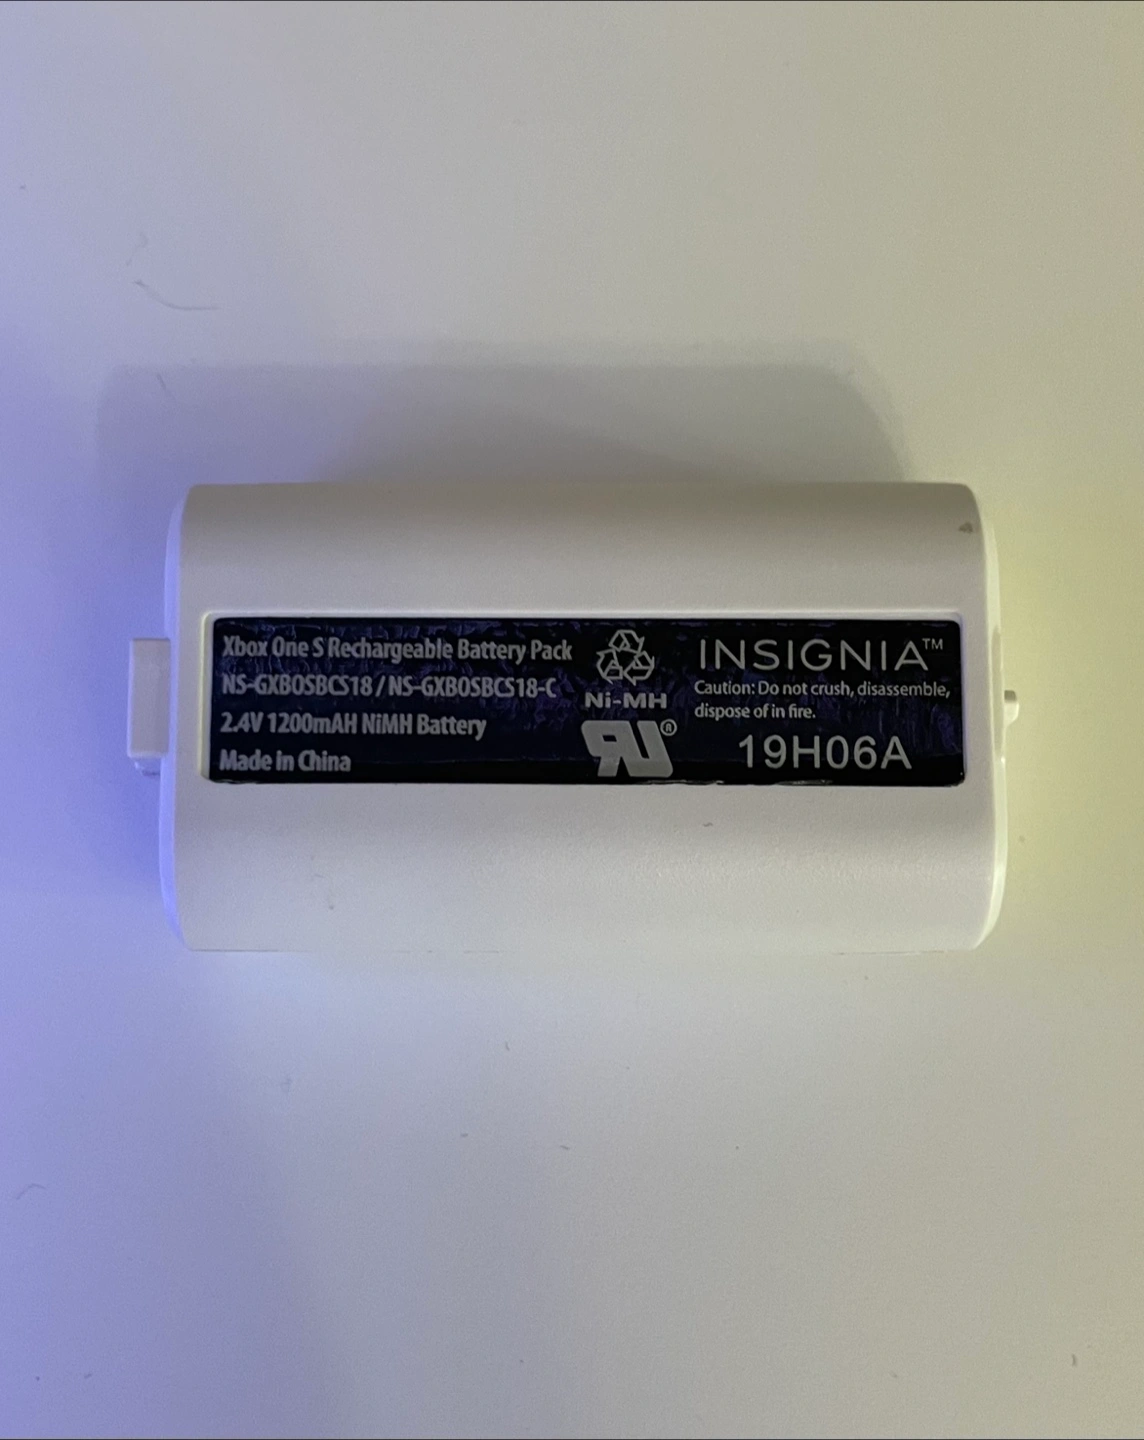 Xbox One S Rechargeable Battery Pack
NS-GXBOSBCS18 / NS-GXBOSBCS18-C
2.4V 1200mAH NiMH Battery
Made in China
Ni-MH
RU®
INSIGNIA™
Caution: Do not crush, disassemble,
dispose of in fire.
19H06A